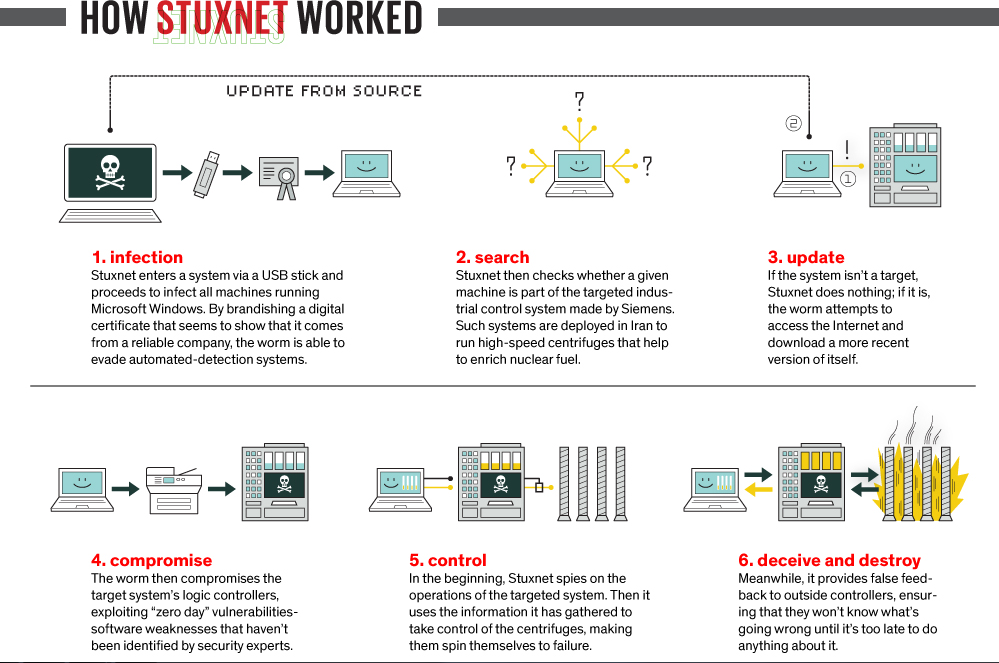 HOW STUXNET WORKED
UPDATE FROM SOURCE
?
?
?
2
!
1
1. infection
Stuxnet enters a system via a USB stick and
proceeds to infect all machines running
Microsoft Windows. By brandishing a digital
certificate that seems to show that it comes
from a reliable company, the worm is able to
evade automated-detection systems.
2. search
Stuxnet then checks whether a given
machine is part of the targeted indus-
trial control system made by Siemens.
Such systems are deployed in Iran to
run high-speed centrifuges that help
to enrich nuclear fuel.
3. update
If the system isn't a target,
Stuxnet does nothing; if it is,
the worm attempts to
access the Internet and
download a more recent
version of itself.
4. compromise
The worm then compromises the
target system's logic controllers,
exploiting “zero day” vulnerabilities-
software weaknesses that haven't
been identified by security experts.
5. control
In the beginning, Stuxnet spies on the
operations of the targeted system. Then it
uses the information it has gathered to
take control of the centrifuges, making
them spin themselves to failure.
6. deceive and destroy
Meanwhile, it provides false feed-
back to outside controllers, ensur-
ing that they won't know what's
going wrong until it's too late to do
anything about it.